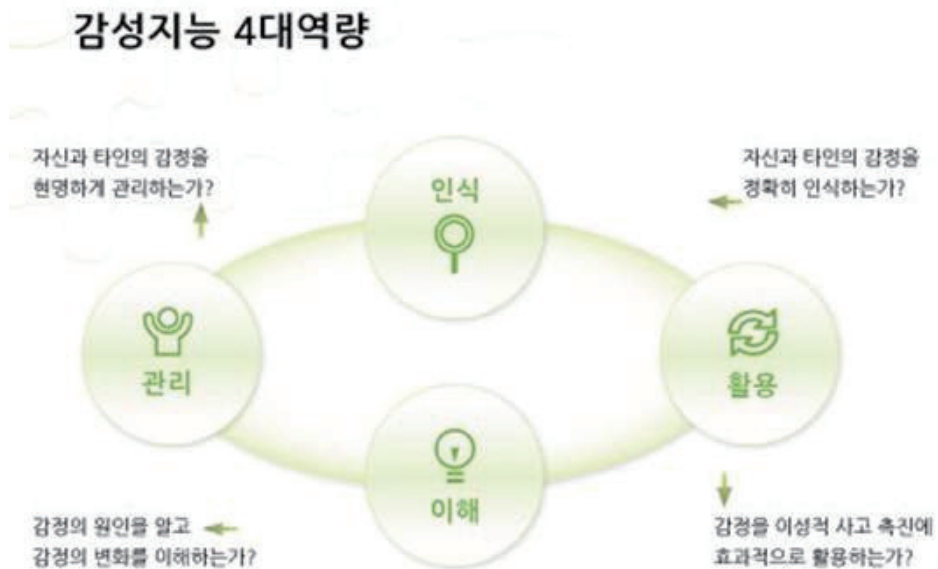 감성지능 4대역량
자신과 타인의 감정을
현명하게 관리하는가?
인식
자신과 타인의 감정을
정확히 인식하는가?
관리
활용
이해
감정의 원인을 알고
감정의 변화를 이해하는가?
감정을 이성적 사고 촉진에
효과적으로 활용하는가?